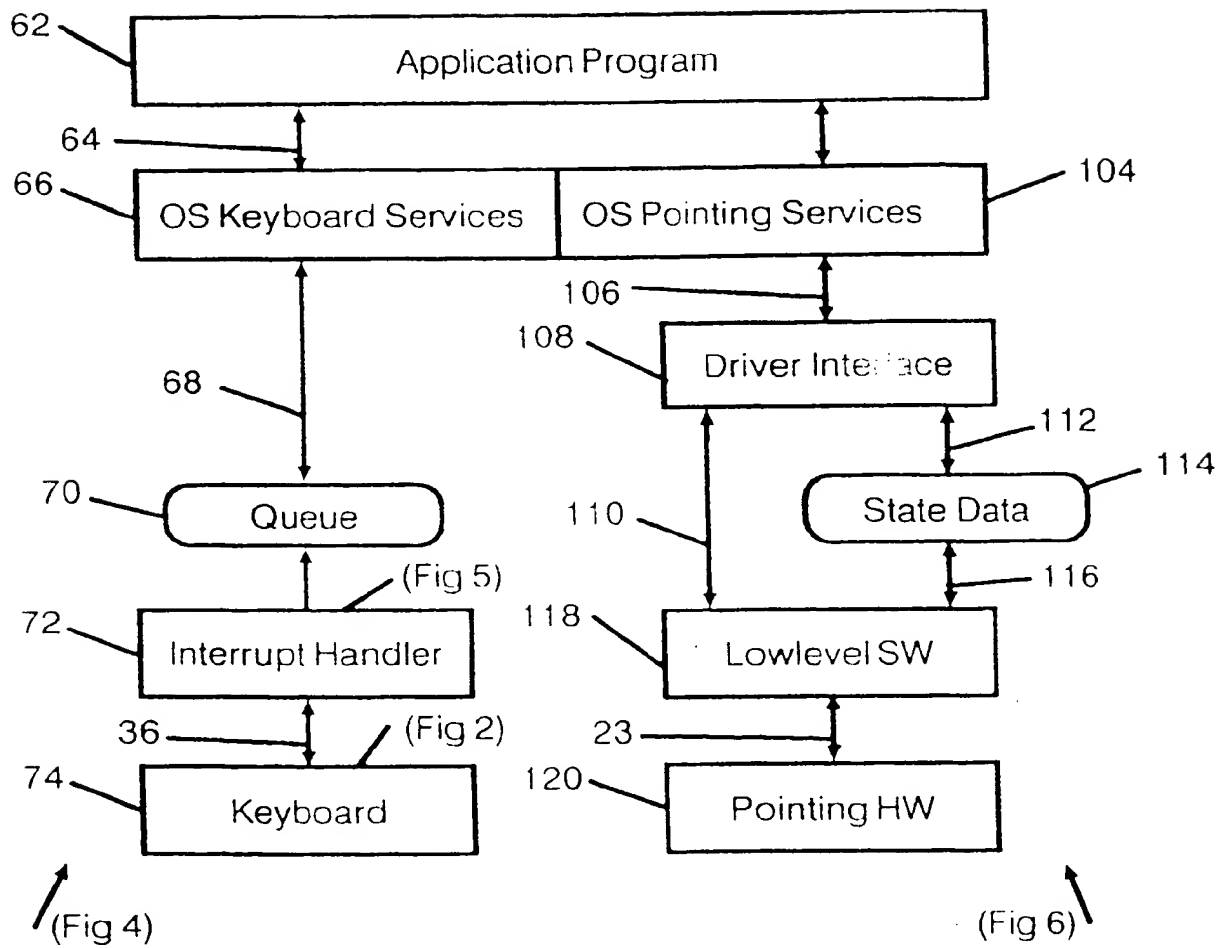 62
Application Program
64
66
OS Keyboard Services
OS Pointing Services
104
106
108
Driver Interface
68
112
70
Queue
110
State Data
114
(Fig 5)
116
72
Interrupt Handler
118
Lowlevel SW
36
(Fig 2)
23
74
Keyboard
120
Pointing HW
(Fig 4)
(Fig 6)